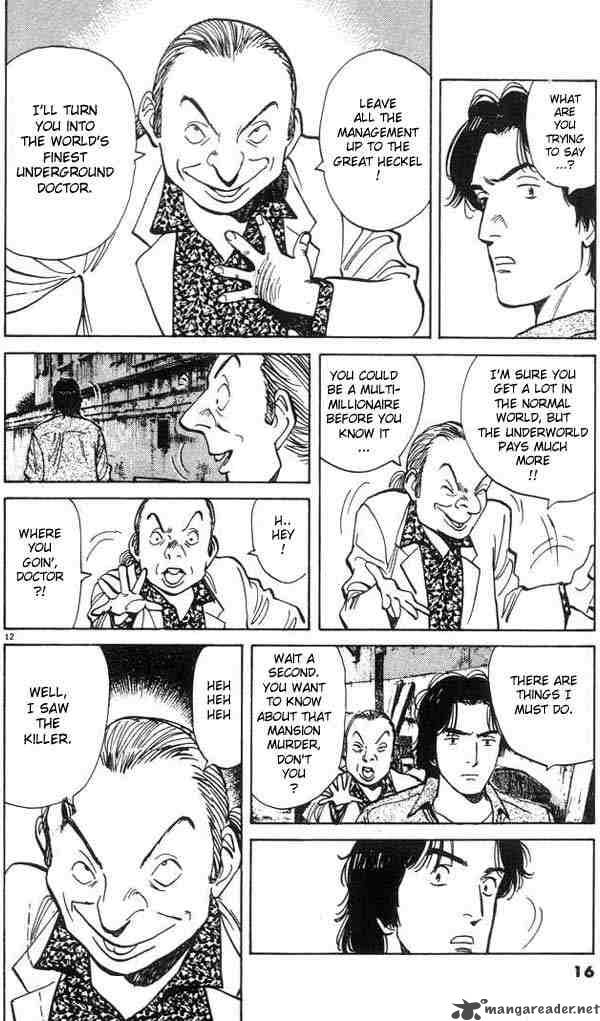 WHAT
ARE
YOU
TRYING
TO SAY
...?
LEAVE
ALL THE
MANAGEMENT
UP TO THE
GREAT HECKEL
!
I'LL TURN
YOU INTO
THE WORLD'S
FINEST
UNDERGROUND
DOCTOR.
I'M SURE YOU
GET A LOT IN
THE NORMAL
WORLD, BUT
THE UNDERWORLD
PAYS MUCH
MORE
!!
YOU COULD
BE A MULTI-
MILLIONAIRE
BEFORE YOU
KNOW IT
...
H..
HEY
!
WHERE
YOU
GOIN',
DOCTOR
?!
12
THERE ARE
THINGS I
MUST DO.
WAIT A
SECOND.
YOU WANT
TO KNOW
ABOUT THAT
MANSION
MURDER,
DON'T
YOU
?
HEH
HEH
HEH
WELL,
I SAW
THE
KILLER.
16
mangareader.net